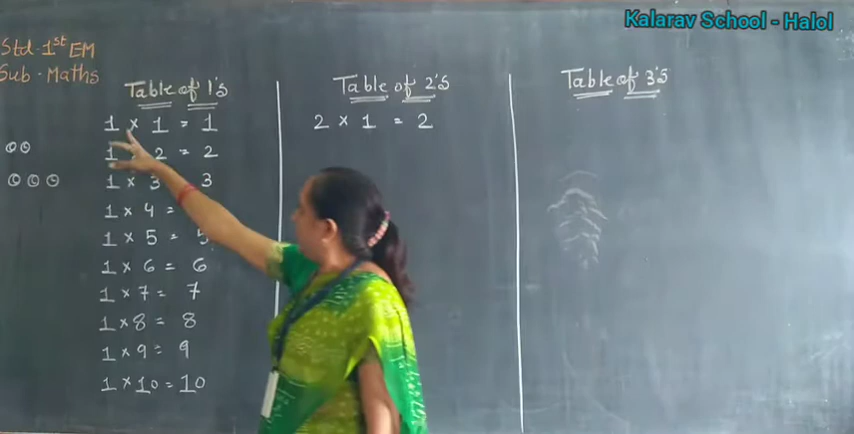 Kalarav School - Halol
Std. 1st EM
Sub. Maths
Table of 1's
1 × 1 = 1
1 2 = 2
1 × 3 3
1 × 4 =
1 × 5 = 5
1 × 6 = 6
1 × 7 = 7
1 × 8 = 8
1 × 9 = 9
1 × 10 = 10
Table of 2's
2 × 1 = 2
Table of 3's